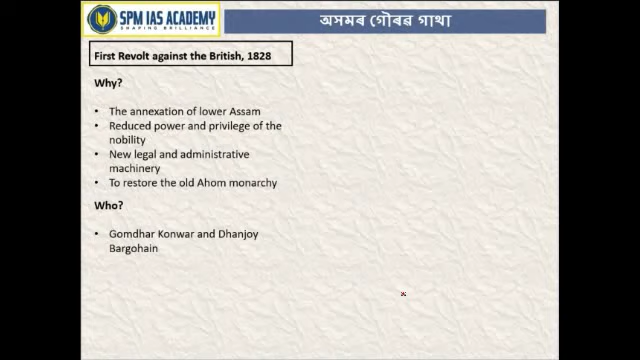 SPM IAS ACADEMY
SHAPING BRILLIANCE
অসমৰ গৌৰৱ গাথা
First Revolt against the British, 1828
Why?
• The annexation of lower Assam
• Reduced power and privilege of the
nobility
• New legal and administrative
machinery
• To restore the old Ahom monarchy
Who?
• Gomdhar Konwar and Dhanjoy
Bargohain